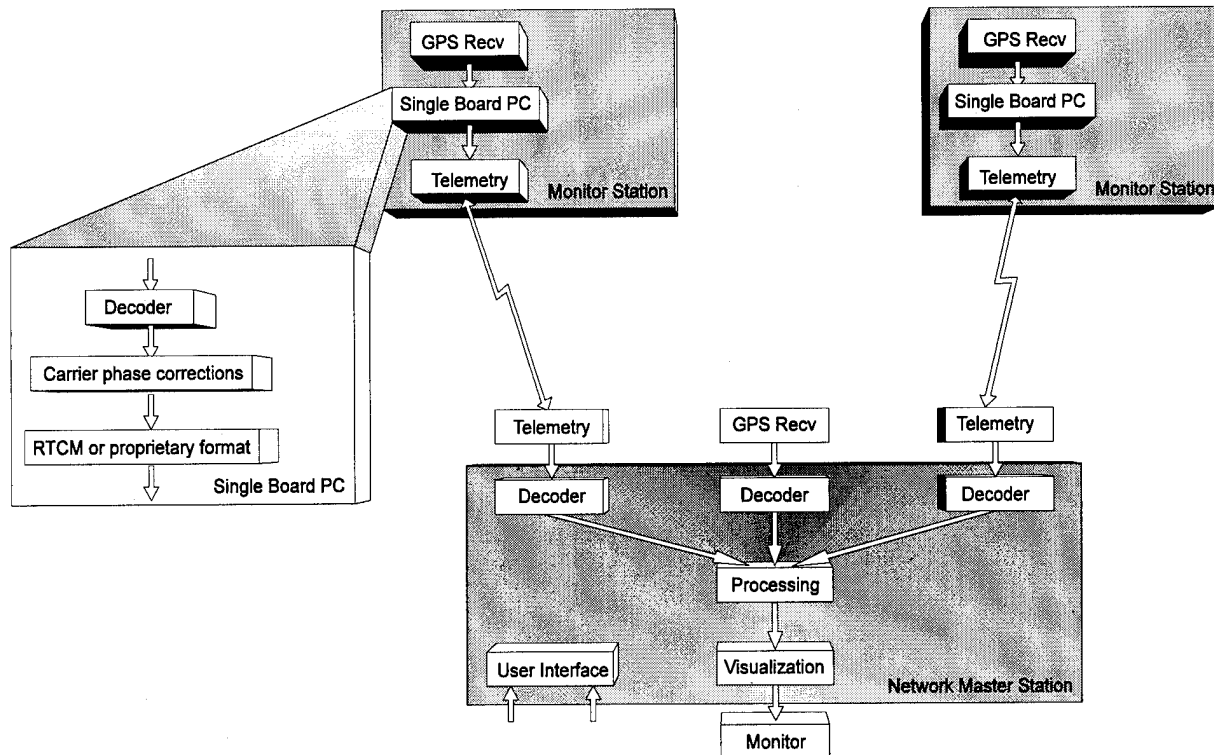 GPS Recv
Single Board PC
Telemetry
Monitor Station
GPS Recv
Single Board PC
Telemetry
Monitor Station
Decoder
Carrier phase corrections
RTCM or proprietary format
Single Board PC
Telemetry
GPS Recv
Telemetry
Decoder
Decoder
Decoder
Processing
User Interface
Visualization
Network Master Station
Monitor